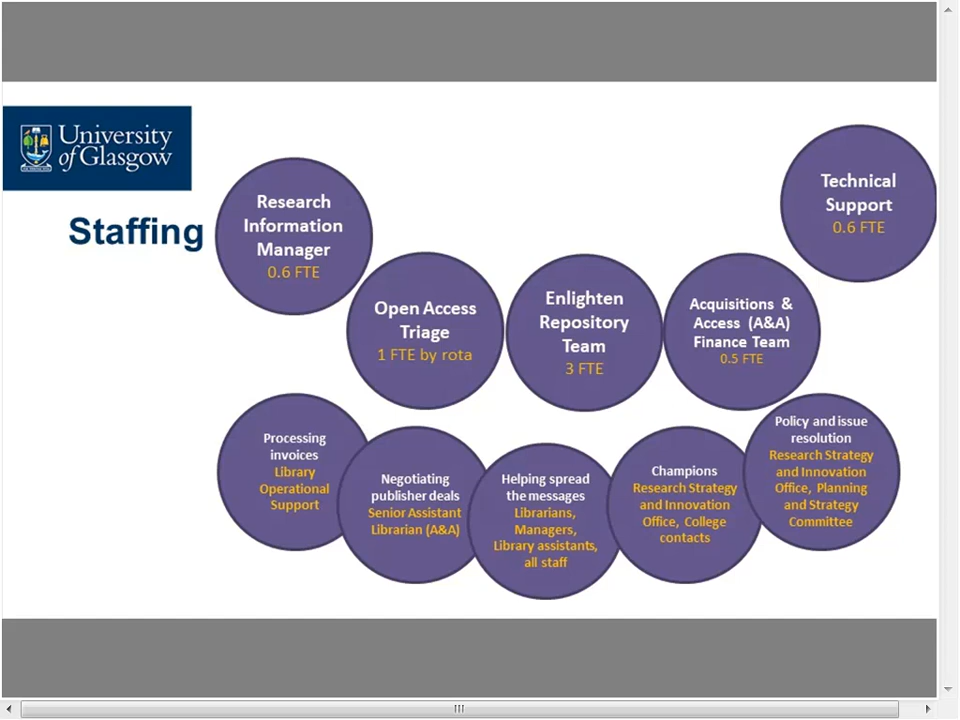 University
of Glasgow
Staffing
Research
Information
Manager
0.6 FTE
Technical
Support
0.6 FTE
Open Access
Triage
1 FTE by rota
Enlighten
Repository
Team
3 FTE
Acquisitions &
Access (A&A)
Finance Team
0.5 FTE
Processing
invoices
Library
Operational
Support
Negotiating
publisher deals
Senior Assistant
Librarian (A&A)
Helping spread
the messages
Librarians,
Managers,
Library assistants,
all staff
Champions
Research Strategy
and Innovation
Office, College
contacts
Policy and issue
resolution
Research Strategy
and Innovation
Office, Planning
and Strategy
Committee